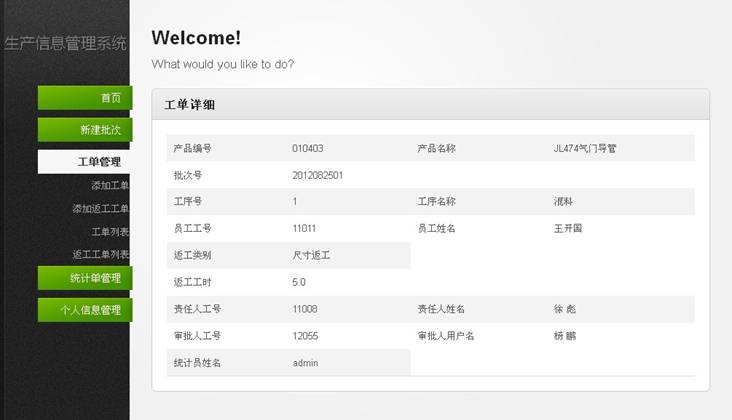 生产信息管理系统
首页
新建批次
工单管理
添加工单
添加返工工单
工单列表
返工工单列表
统计单管理
个人信息管理
Welcome!
What would you like to do?
工单详细
产品编号 010403 产品名称 JL474气门导管
批次号 2012082501
工序号 1 工序名称 混料
员工工号 11011 员工姓名 王开国
返工类别 尺寸返工
返工工时 5.0
责任人工号 11008 责任人姓名 徐 彪
审批人工号 12055 审批人用户名 杨 鹏
统计员姓名 admin